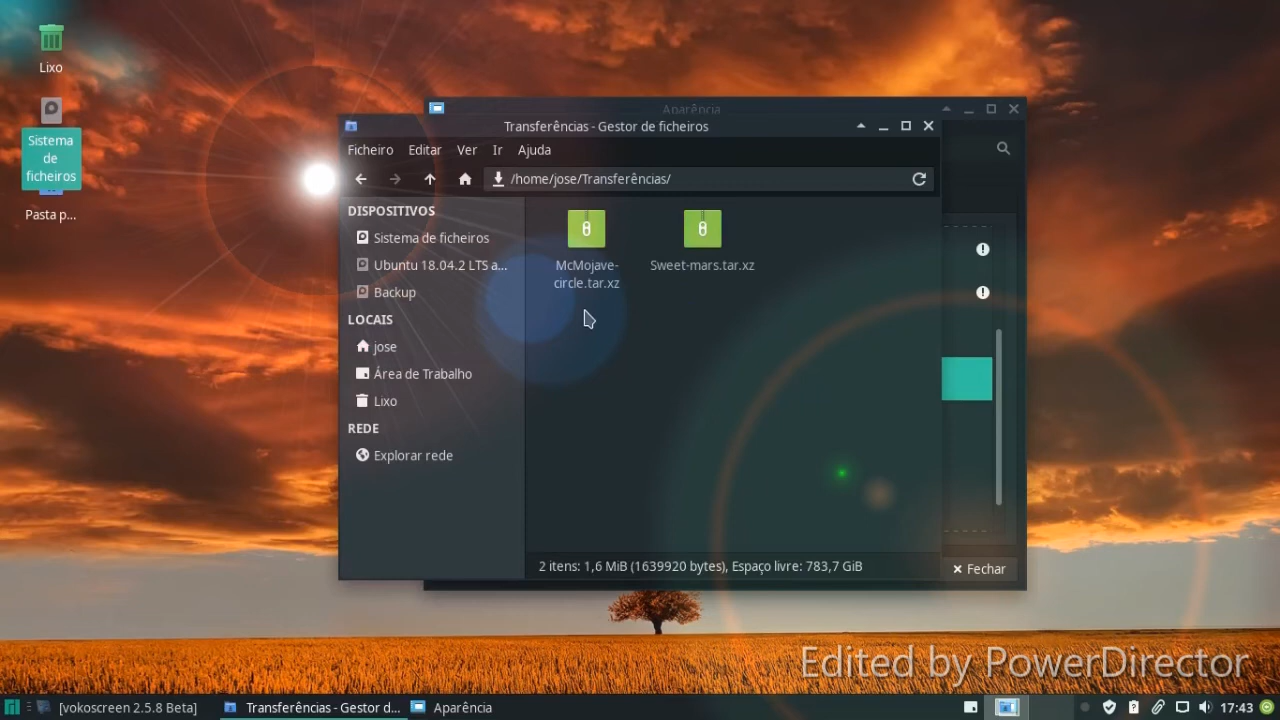 Lixo
Sistema
de
ficheiros
Pasta p...
Aparência
Transferências - Gestor de ficheiros
Ficheiro Editar Ver Ir Ajuda
/home/jose/Transferências/
DISPOSITIVOS
Sistema de ficheiros
Ubuntu 18.04.2 LTS a...
Backup
LOCAIS
jose
Área de Trabalho
Lixo
REDE
Explorar rede
McMojave-
circle.tar.xz
Sweet-mars.tar.xz
2 itens: 1,6 MiB (1639920 bytes), Espaço livre: 783,7 GiB
Fechar
Edited by PowerDirector
[vokoscreen 2.5.8 Beta] Transferências - Gestor d... Aparência 17:43